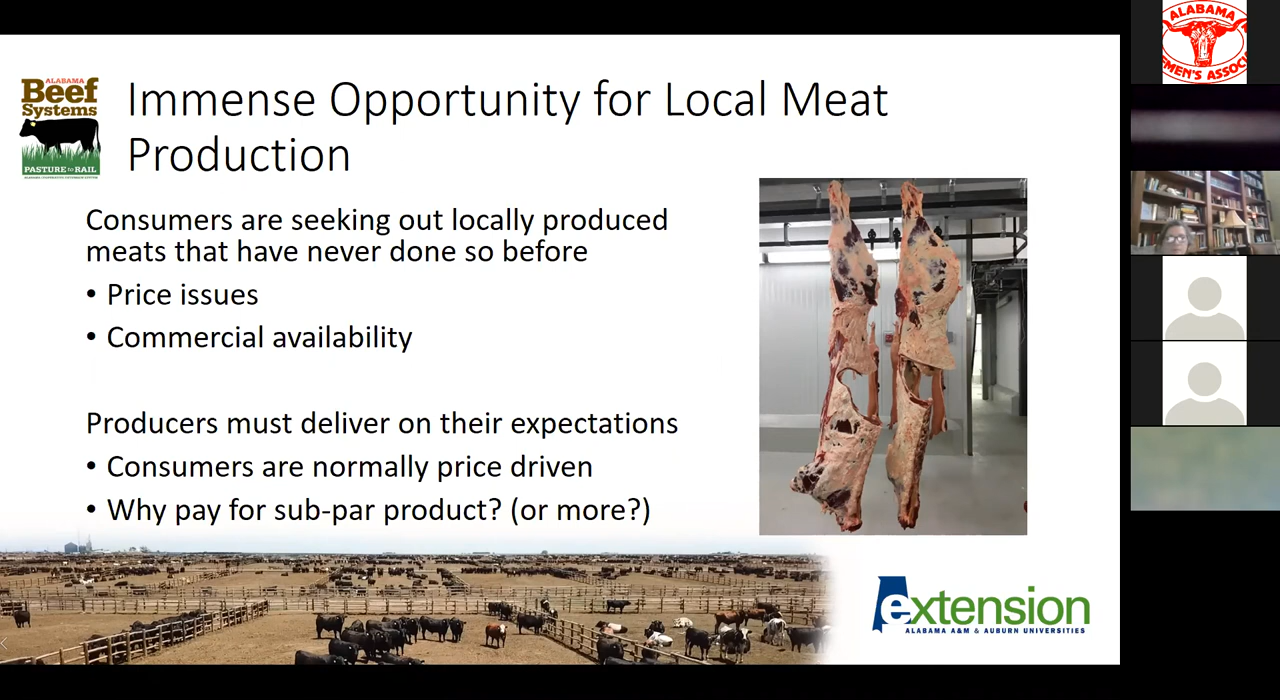 ALABAMA
Beef
Systems
PASTURE to RAIL
Immense Opportunity for Local Meat
Production
Consumers are seeking out locally produced
meats that have never done so before
• Price issues
• Commercial availability
Producers must deliver on their expectations
• Consumers are normally price driven
• Why pay for sub-par product? (or more?)
extension
ALABAMA A&M & AUBURN UNIVERSITIES
ALABAMA
EMEN'S ASSOCI